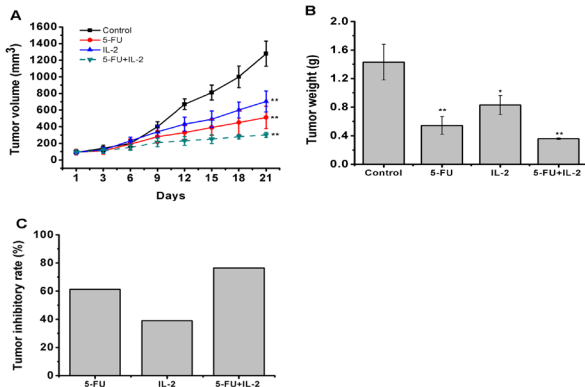 A
Control
5-FU
IL-2
5-FU+IL-2
Tumor volume (mm³)
1600
1400
1200
1000
800
600
400
200
0
**
**
**
1 3 6 9 12 15 18 21
Days
B
Tumor weight (g)
2.0
1.6
1.2
0.8
0.4
0.0
**
*
**
Control 5-FU IL-2 5-FU+IL-2
C
Tumor inhibitory rate (%)
100
80
60
40
20
0
5-FU IL-2 5-FU+IL-2